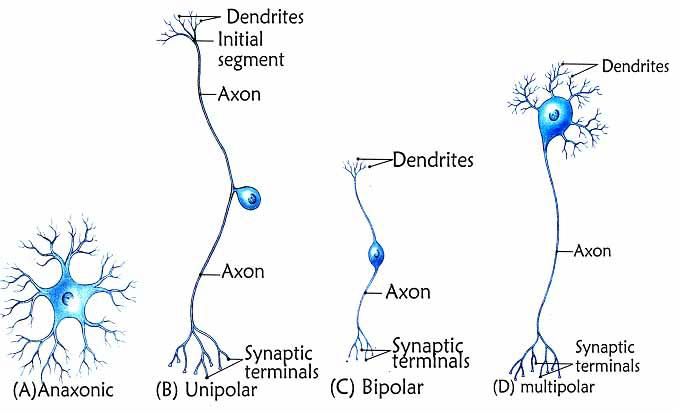 Dendrites
Initial
segment
Axon
Axon
Synaptic
terminals
(A)Anaxonic
(B) Unipolar
Dendrites
Axon
Synaptic
terminals
(C) Bipolar
Dendrites
Axon
Synaptic
terminals
(D) multipolar